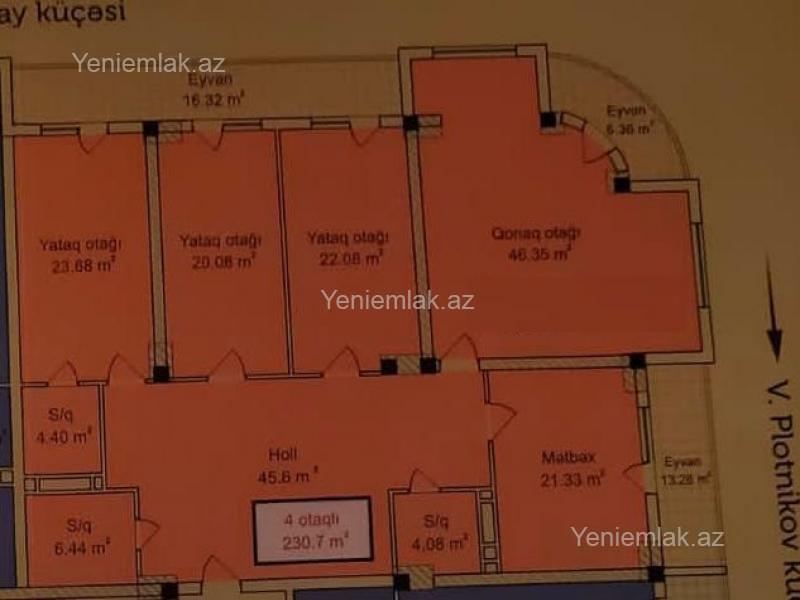 ay küçəsi
Yeniemlak.az
Eyvan
16.32 m²
Eyvan
6.36 m²
Yataq otağı
23.68 m²
Yataq otağı
20.08 m²
Yataq otağı
22.08 m²
Qonaq otağı
46.35 m²
Yeniemlak.az
S/q
4.40 m²
Holl
45.6 m²
Mətbəx
21.33 m²
Eyvan
13.28 m²
V. Plotnikov kü
S/q
6.44 m²
4 otaqlı
230.7 m²
S/q
4.08 m²
Yeniemlak.az